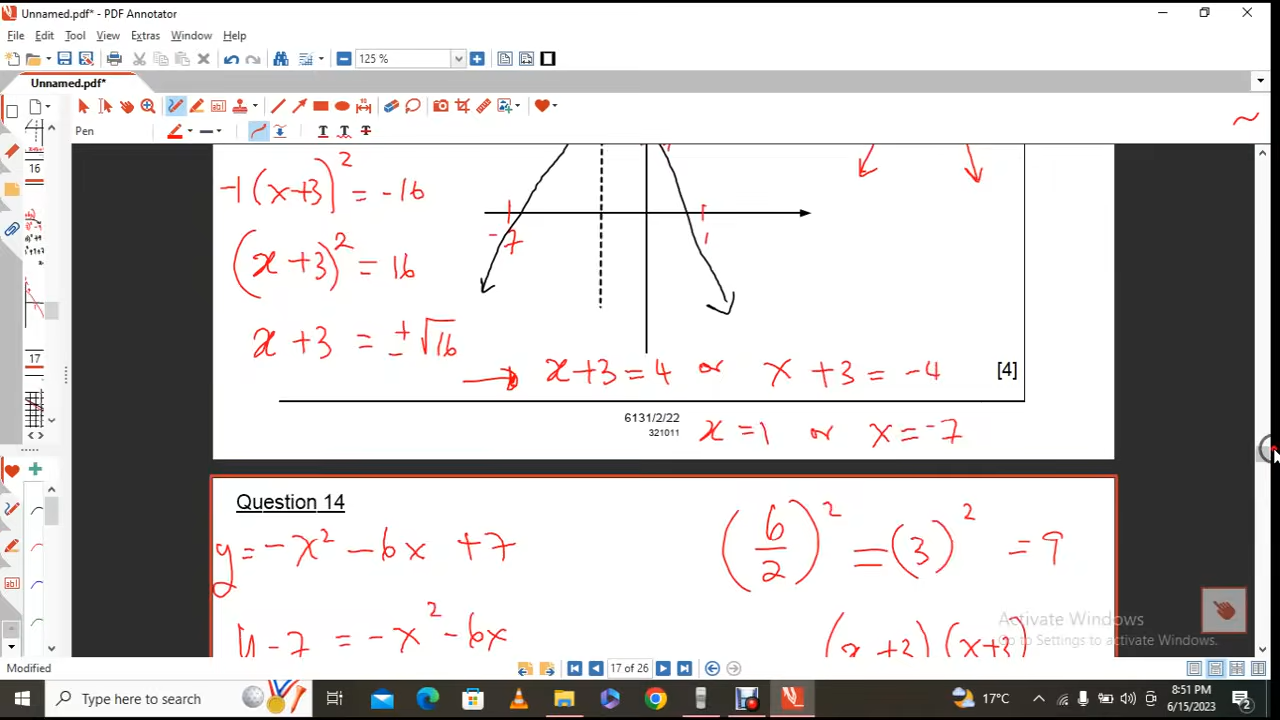 Unnamed.pdf* - PDF Annotator
File Edit Tool View Extras Window Help
125 %
Unnamed.pdf*
Pen
T T T
16
17
-1(x+3)² = -16
(x+3)² = 16
x+3 = ±√16
-7
1
→ x+3=4 or x+3=-4 [4]
6131/2/22
321011
x=1 or x=-7
Question 14
y=-x²-6x+7
(6/2)² = (3)² = 9
y-7 = -x²-6x
Activate Windows
Go to Settings to activate Windows.
Modified
17 of 26
Type here to search
17°C
8:51 PM
6/15/2023
2